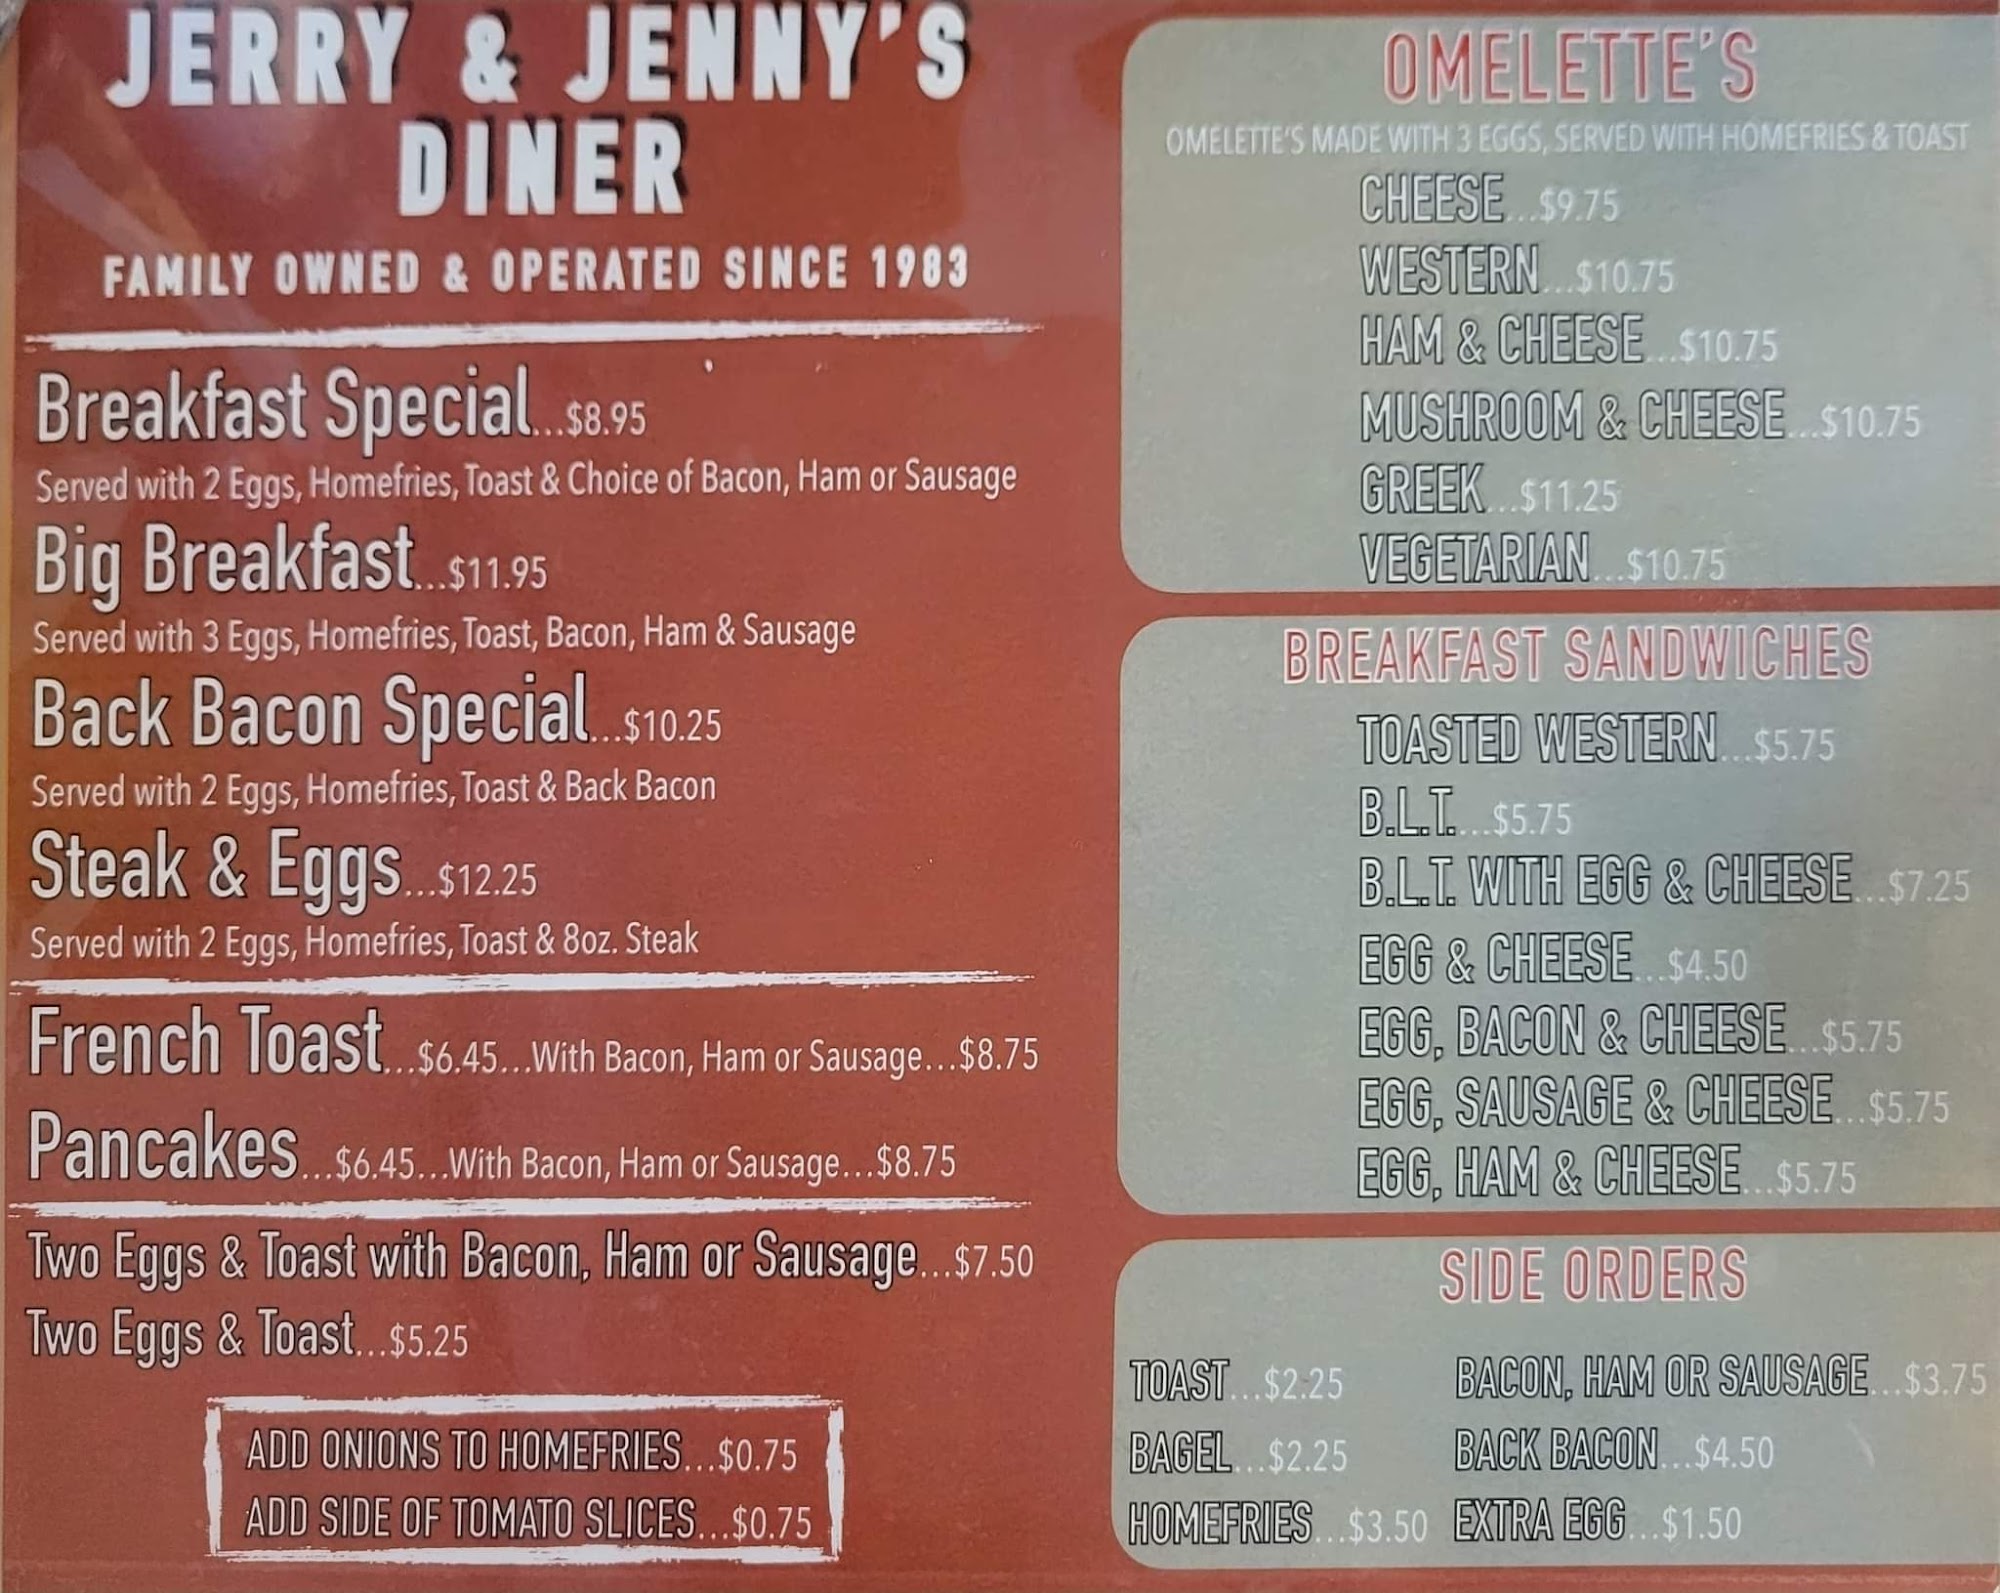 JERRY & JENNY'S
DINER
FAMILY OWNED & OPERATED SINCE 1983
Breakfast Special...$8.95
Served with 2 Eggs, Homefries, Toast & Choice of Bacon, Ham or Sausage
Big Breakfast...$11.95
Served with 3 Eggs, Homefries, Toast, Bacon, Ham & Sausage
Back Bacon Special...$10.25
Served with 2 Eggs, Homefries, Toast & Back Bacon
Steak & Eggs...$12.25
Served with 2 Eggs, Homefries, Toast & 8oz. Steak
French Toast...$6.45...With Bacon, Ham or Sausage...$8.75
Pancakes...$6.45...With Bacon, Ham or Sausage...$8.75
Two Eggs & Toast with Bacon, Ham or Sausage...$7.50
Two Eggs & Toast...$5.25
ADD ONIONS TO HOMEFRIES...$0.75
ADD SIDE OF TOMATO SLICES...$0.75
OMELETTE'S
OMELETTE'S MADE WITH 3 EGGS, SERVED WITH HOMEFRIES & TOAST
CHEESE...$9.75
WESTERN...$10.75
HAM & CHEESE...$10.75
MUSHROOM & CHEESE...$10.75
GREEK...$11.25
VEGETARIAN...$10.75
BREAKFAST SANDWICHES
TOASTED WESTERN...$5.75
B.L.T....$5.75
B.L.T. WITH EGG & CHEESE...$7.25
EGG & CHEESE...$4.50
EGG, BACON & CHEESE...$5.75
EGG, SAUSAGE & CHEESE...$5.75
EGG, HAM & CHEESE...$5.75
SIDE ORDERS
TOAST...$2.25
BAGEL...$2.25
HOMEFRIES...$3.50
BACON, HAM OR SAUSAGE...$3.75
BACK BACON...$4.50
EXTRA EGG...$1.50